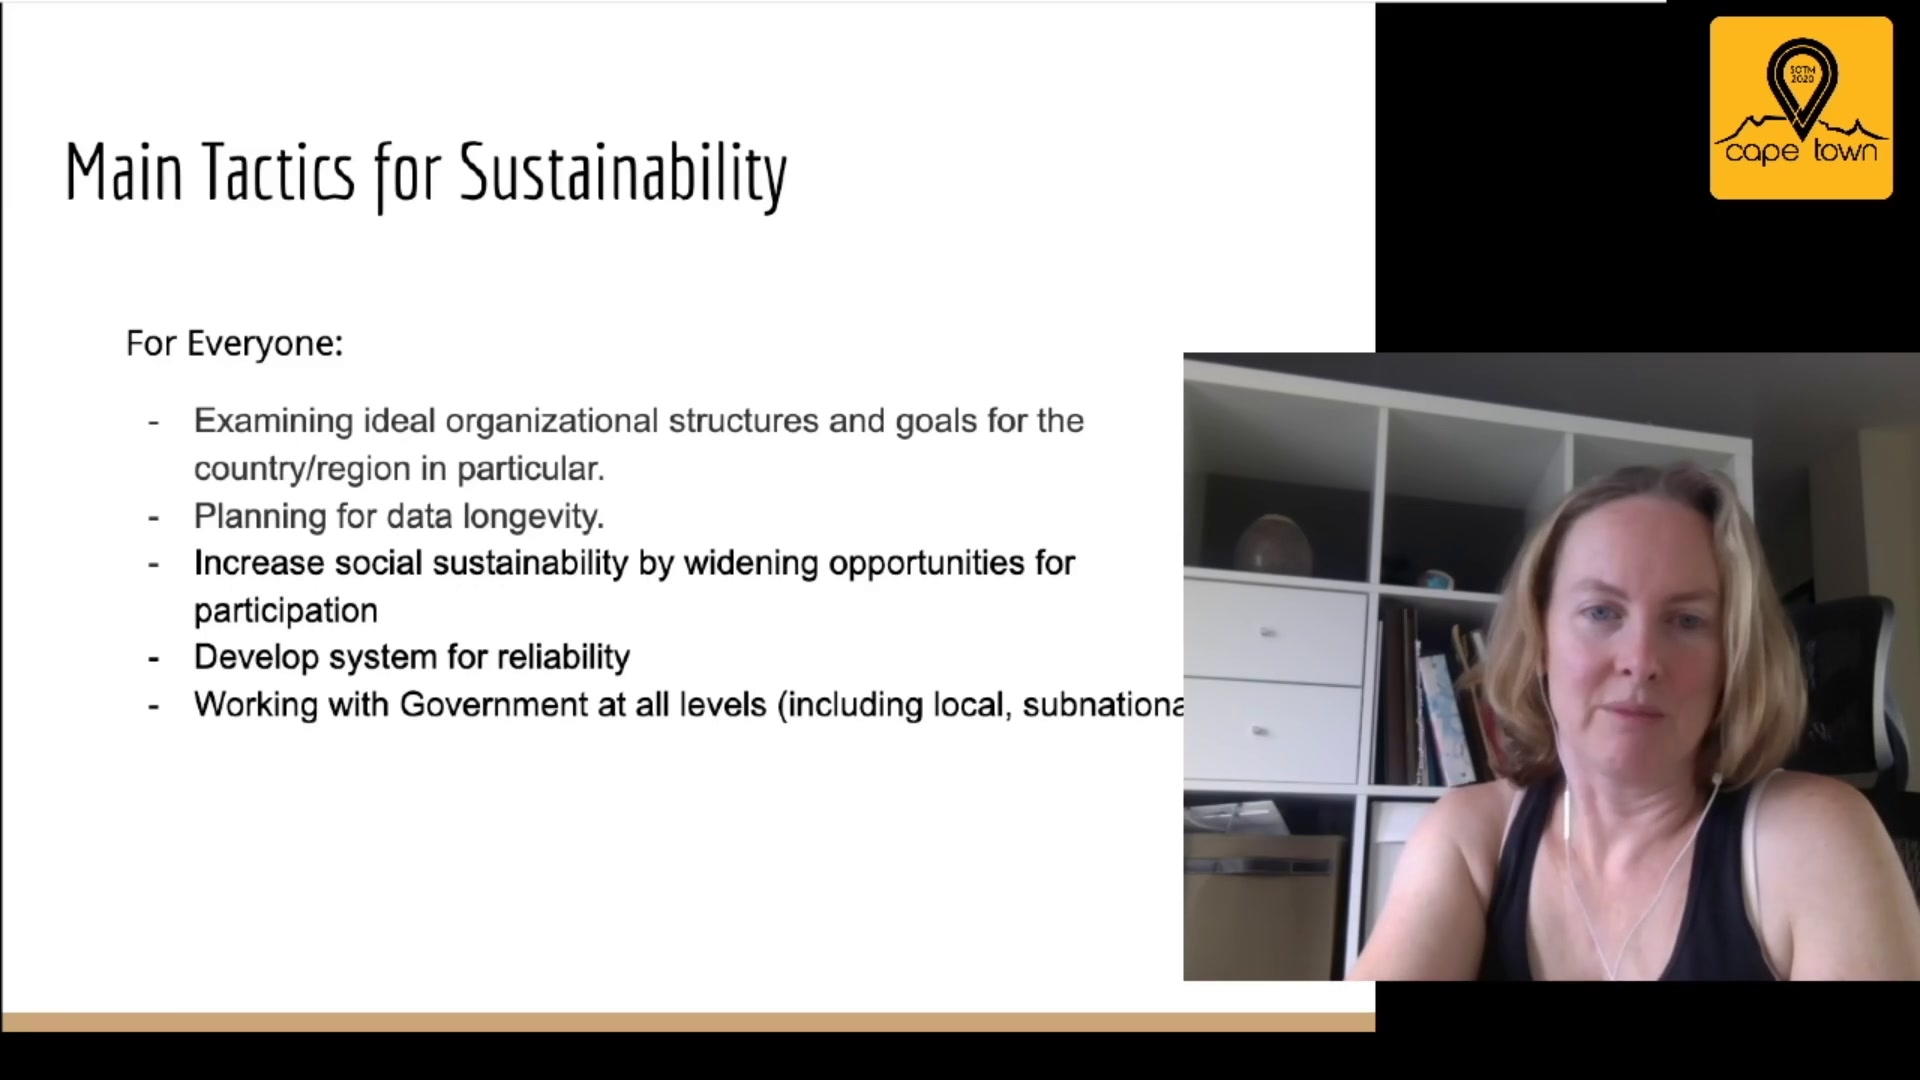 Main Tactics for Sustainability
For Everyone:
- Examining ideal organizational structures and goals for the
country/region in particular.
- Planning for data longevity.
- Increase social sustainability by widening opportunities for
participation
- Develop system for reliability
- Working with Government at all levels (including local, subnationa
SOTM
2020
cape town